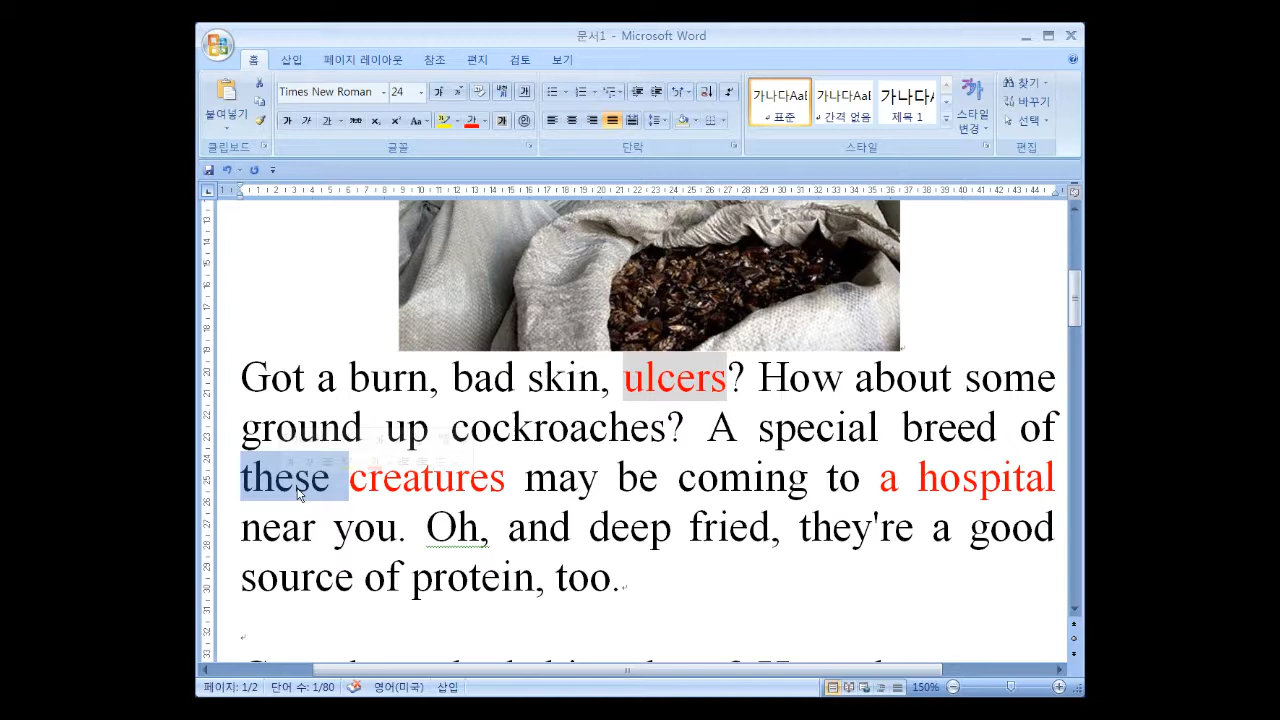 문서1 - Microsoft Word
홈 삽입 페이지 레이아웃 참조 편지 검토 보기
Times New Roman 24
붙여넣기
가나다AaI 가나다AaI 가나다A
표준 간격 없음 제목 1
스타일 변경
찾기
바꾸기
선택
클립보드 글꼴 단락 스타일 편집
Got a burn, bad skin, ulcers? How about some
ground up cockroaches? A special breed of
these creatures may be coming to a hospital
near you. Oh, and deep fried, they're a good
source of protein, too.
페이지: 1/2 단어 수: 1/80 영어(미국) 삽입 150%